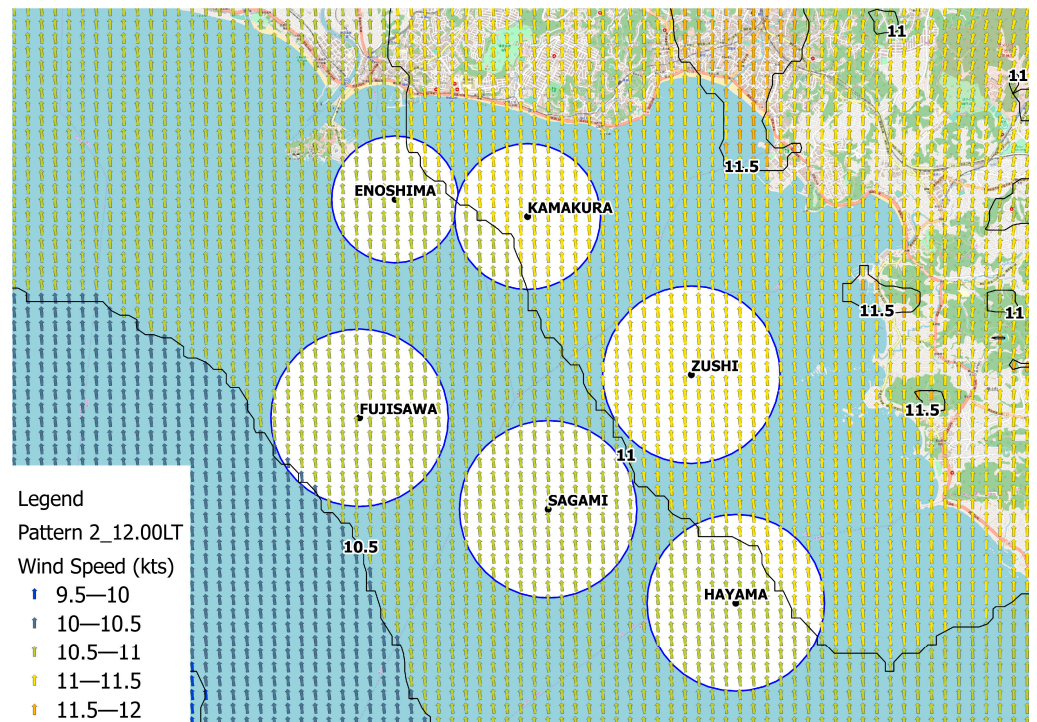 11
11
11.5
ENOSHIMA
KAMAKURA
11.5
11
ZUSHI
FUJISAWA
11.5
11
SAGAMI
10.5
HAYAMA
Legend
Pattern 2_12.00LT
Wind Speed (kts)
9.5—10
10—10.5
10.5—11
11—11.5
11.5—12